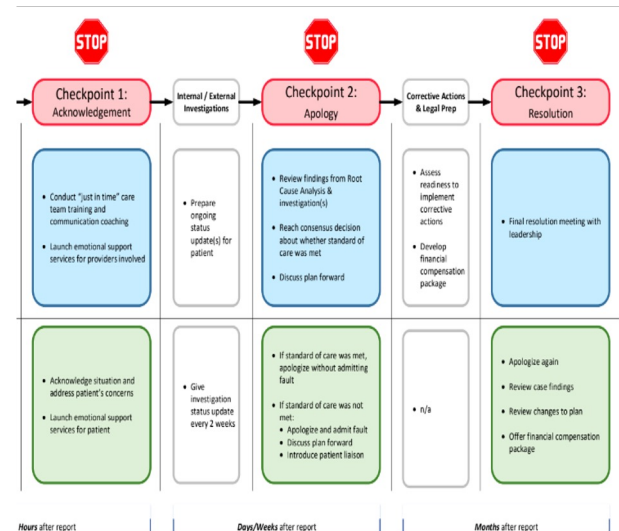 STOP
STOP
STOP
Checkpoint 1:
Acknowledgement
Internal / External
Investigations
Checkpoint 2:
Apology
Corrective Actions
& Legal Prep
Checkpoint 3:
Resolution
• Conduct "just in time" care
team training and
communication coaching
• Launch emotional support
services for providers involved
• Prepare
ongoing
status
update(s) for
patient
• Review findings from Root
Cause Analysis &
investigation(s)
• Reach consensus decision
about whether standard of
care was met
• Discuss plan forward
• Assess
readiness to
implement
corrective
actions
• Develop
financial
compensation
package
• Final resolution meeting with
leadership
• Acknowledge situation and
address patient's concerns
• Launch emotional support
services for patient
• Give
investigation
status update
every 2 weeks
• If standard of care was met,
apologize without admitting
fault
• If standard of care was not
met:
• Apologize and admit fault
• Discuss plan forward
• Introduce patient liaison
• n/a
• Apologize again
• Review case findings
• Review changes to plan
• Offer financial compensation
package
Hours after report
Days/Weeks after report
Months after report